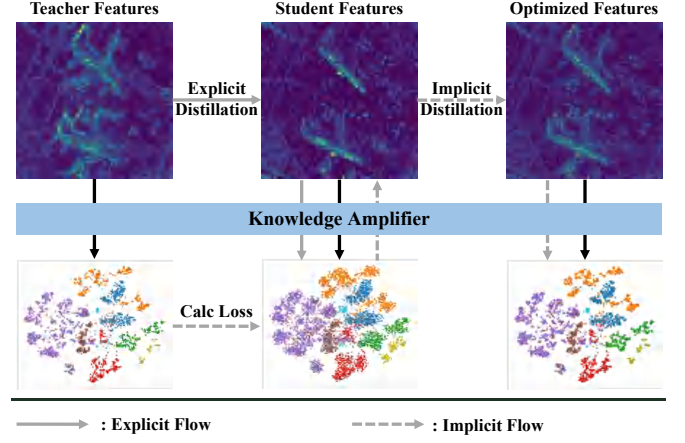 Teacher Features
Student Features
Optimized Features
Explicit
Distillation
Implicit
Distillation
Knowledge Amplifier
Calc Loss
: Explicit Flow
: Implicit Flow